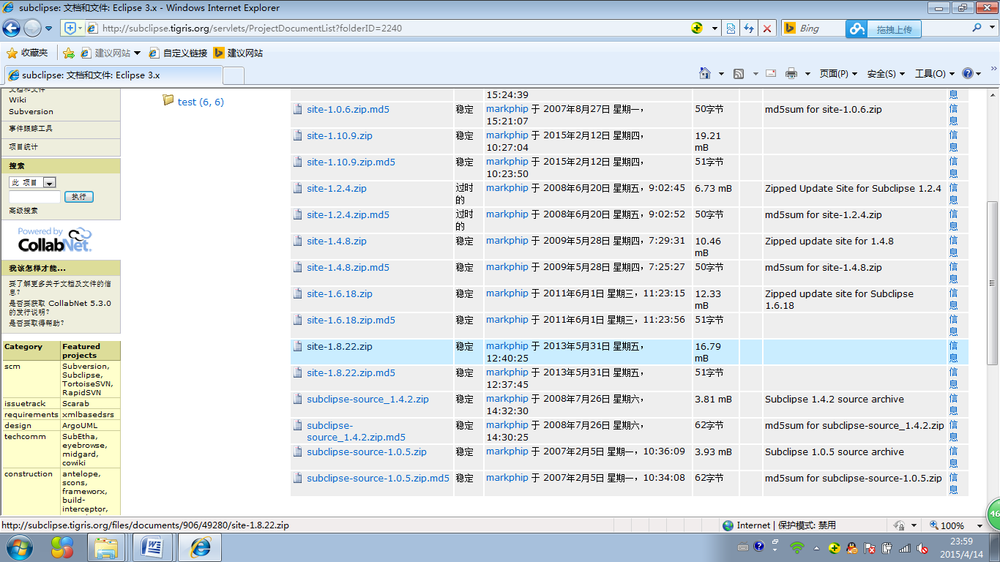 subclipse: 文档和文件: Eclipse 3.x - Windows Internet Explorer
http://subclipse.tigris.org/servlets/ProjectDocumentList?folderID=2240
Bing
拖拽上传
收藏夹
建议网站
自定义链接
建议网站
subclipse: 文档和文件: Eclipse 3.x
页面(P)
安全(S)
工具(O)
文档和文件
Wiki
Subversion
事件跟踪工具
项目统计
搜索
此 项目
执行
高级搜索
Powered by
CollabNet
我该怎样才能...
要了解更多关于文档及文件的信
息?
是否要获取 CollabNet 5.3.0
的发行说明?
是否要取得帮助?
Category Featured
projects
scm Subversion,
Subclipse,
TortoiseSVN,
RapidSVN
issuetrack Scarab
requirements xmlbasedsrs
design ArgoUML
techcomm SubEtha,
eyebrowse,
midgard,
cowiki
construction antelope,
scons,
frameworx,
build-
interceptor,
test (6, 6)
15:24:39 息
site-1.0.6.zip.md5 稳定 markphip 于 2007年8月27日 星期一, 50字节 md5sum for site-1.0.6.zip 信
15:21:07 息
site-1.10.9.zip 稳定 markphip 于 2015年2月12日 星期四, 19.21 信
10:27:04 mB 息
site-1.10.9.zip.md5 稳定 markphip 于 2015年2月12日 星期四, 51字节 信
10:23:50 息
site-1.2.4.zip 过时 markphip 于 2008年6月20日 星期五, 9:02:45 6.73 mB Zipped Update Site for Subclipse 1.2.4 信
的 息
site-1.2.4.zip.md5 过时 markphip 于 2008年6月20日 星期五, 9:02:52 50字节 md5sum for site-1.2.4.zip 信
的 息
site-1.4.8.zip 稳定 markphip 于 2009年5月28日 星期四, 7:29:31 10.46 Zipped update site for 1.4.8 信
mB 息
site-1.4.8.zip.md5 稳定 markphip 于 2009年5月28日 星期四, 7:25:27 50字节 md5sum for site-1.4.8.zip 信
息
site-1.6.18.zip 稳定 markphip 于 2011年6月1日 星期三, 11:23:15 12.33 Zipped update site for Subclipse 信
mB 1.6.18 息
site-1.6.18.zip.md5 稳定 markphip 于 2011年6月1日 星期三, 11:23:56 51字节 信
息
site-1.8.22.zip 稳定 markphip 于 2013年5月31日 星期五, 16.79 信
12:40:25 mB 息
site-1.8.22.zip.md5 稳定 markphip 于 2013年5月31日 星期五, 51字节 信
12:37:45 息
subclipse-source_1.4.2.zip 稳定 markphip 于 2008年7月26日 星期六, 3.81 mB Subclipse 1.4.2 source archive 信
14:32:30 息
subclipse- 稳定 markphip 于 2008年7月26日 星期六, 62字节 md5sum for subclipse-source_1.4.2.zip 信
source_1.4.2.zip.md5 14:30:25 息
subclipse-source-1.0.5.zip 稳定 markphip 于 2007年2月5日 星期一, 10:36:09 3.93 mB Subclipse 1.0.5 source archive 信
息
subclipse-source-1.0.5.zip.md5 稳定 markphip 于 2007年2月5日 星期一, 10:34:08 62字节 md5sum for subclipse-source-1.0.5.zip 信
息
46
http://subclipse.tigris.org/files/documents/906/49280/site-1.8.22.zip
Internet | 保护模式: 禁用
100%
23:59
2015/4/14